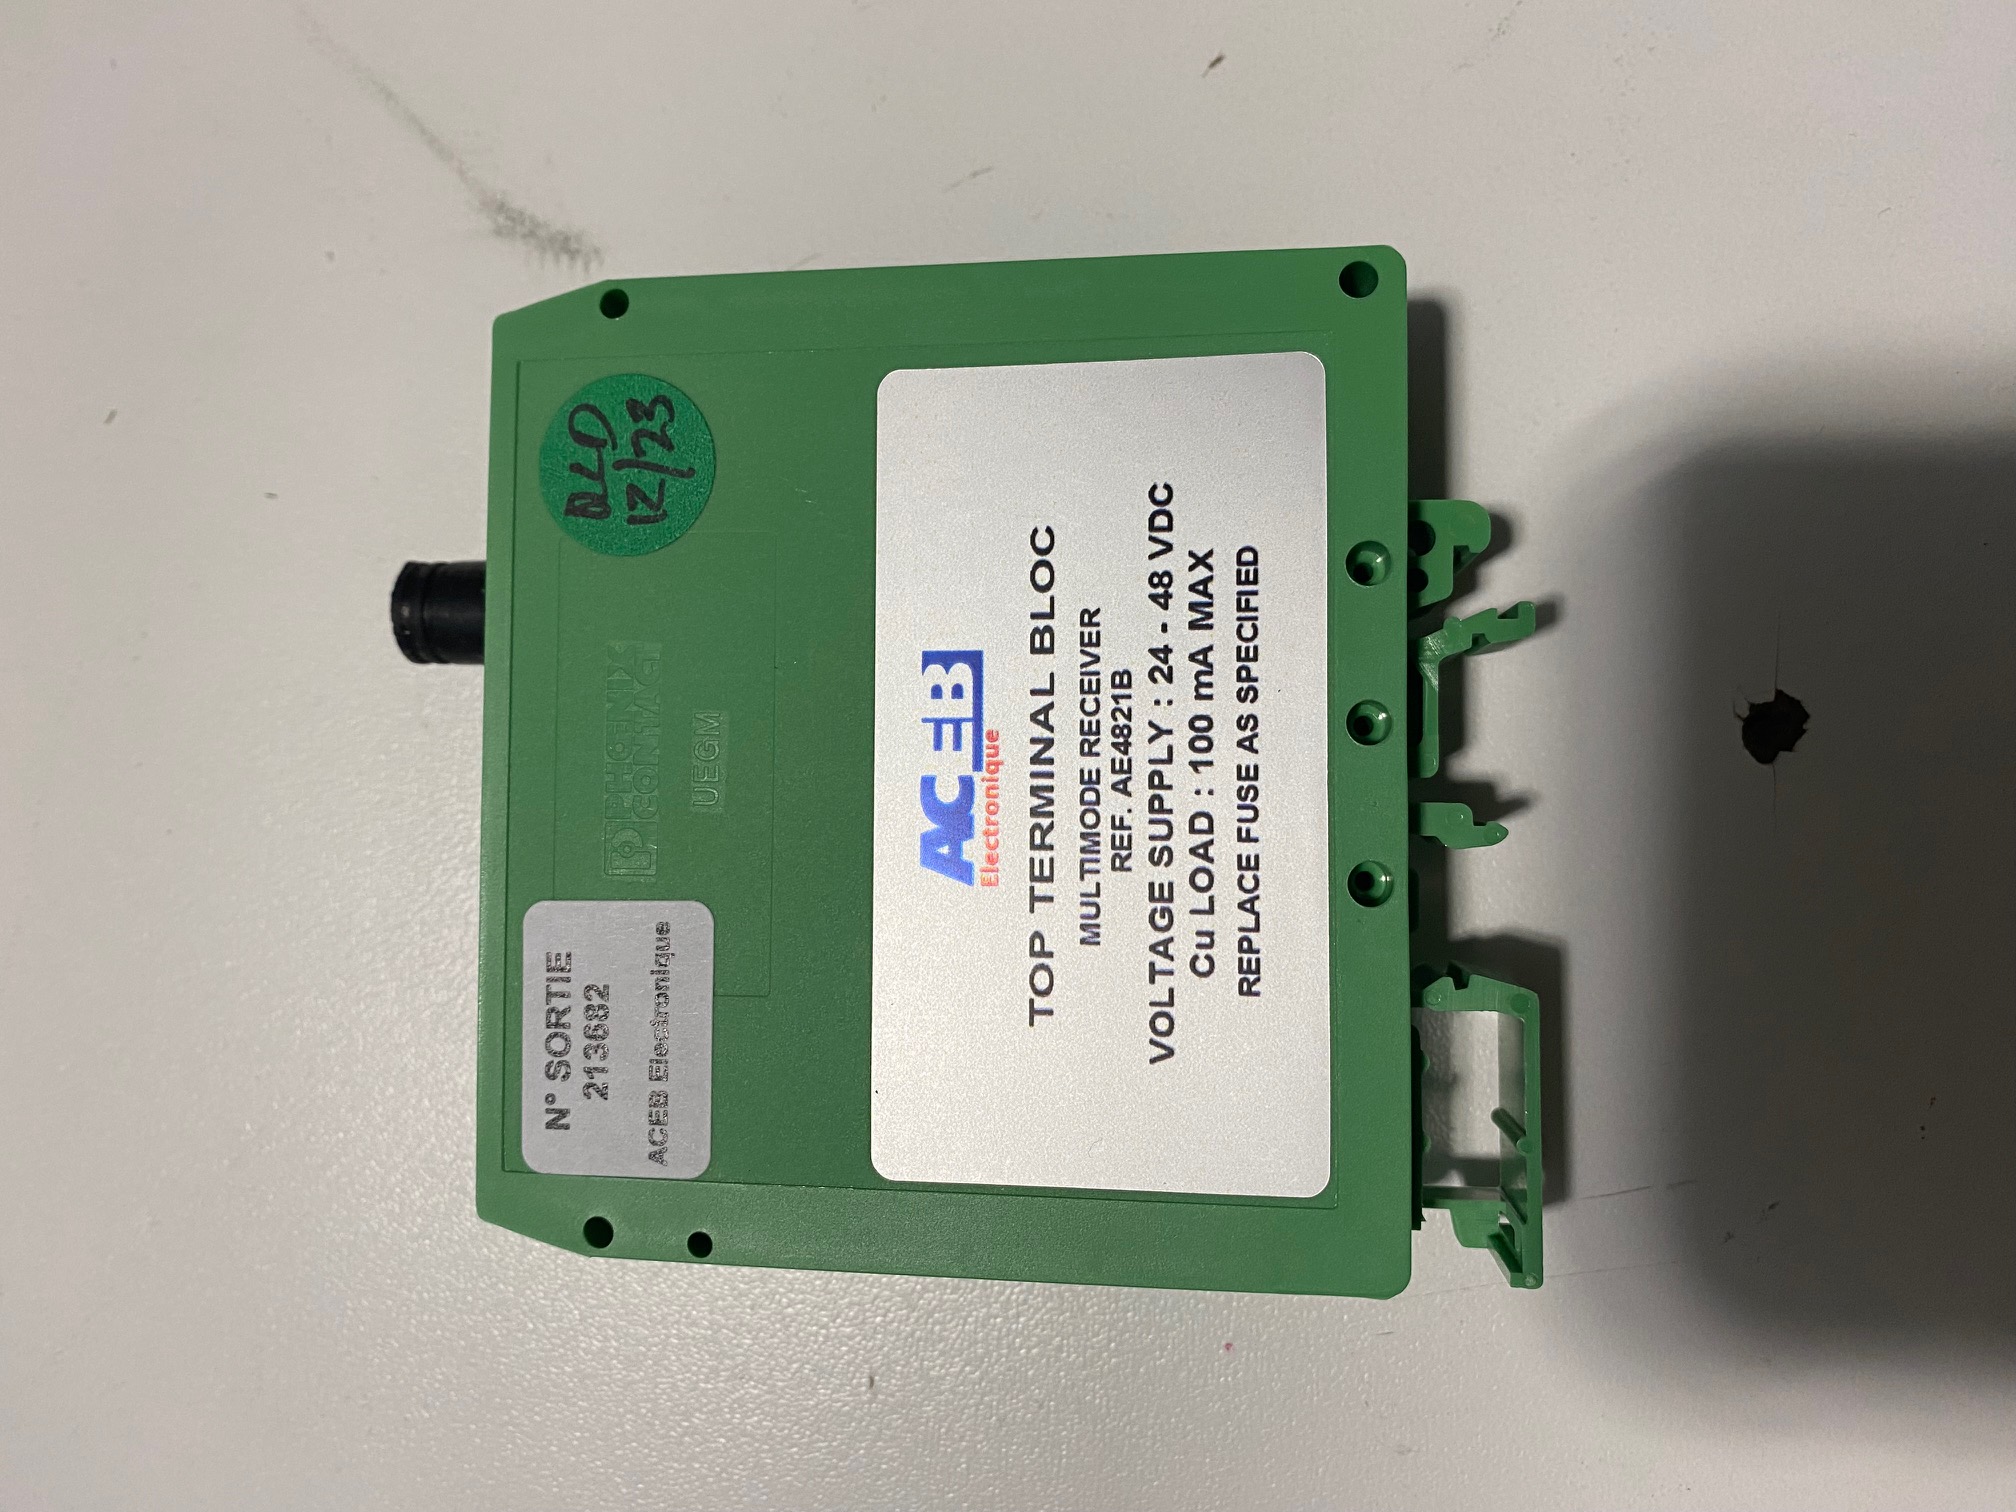 N° SORTIE
213682
ACEB Electronique
12/23
PHŒNIX
CONTACT
UEGM
ACEB
Electronique
TOP TERMINAL BLOC
MULTIMODE RECEIVER
REF. AE4821B
VOLTAGE SUPPLY : 24 - 48 VDC
Cu LOAD : 100 mA MAX
REPLACE FUSE AS SPECIFIED